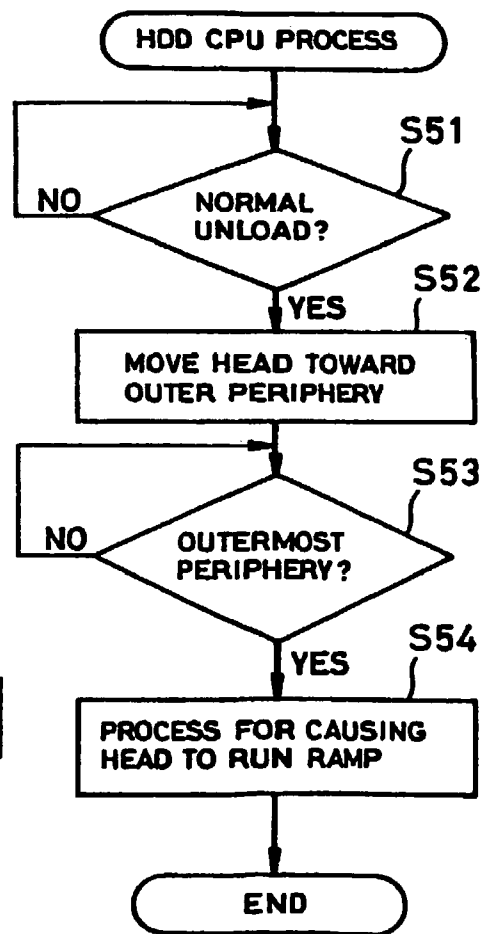 HDD CPU PROCESS
S51
NO
NORMAL
UNLOAD?
YES
S52
MOVE HEAD TOWARD
OUTER PERIPHERY
S53
NO
OUTERMOST
PERIPHERY?
YES
S54
PROCESS FOR CAUSING
HEAD TO RUN RAMP
END